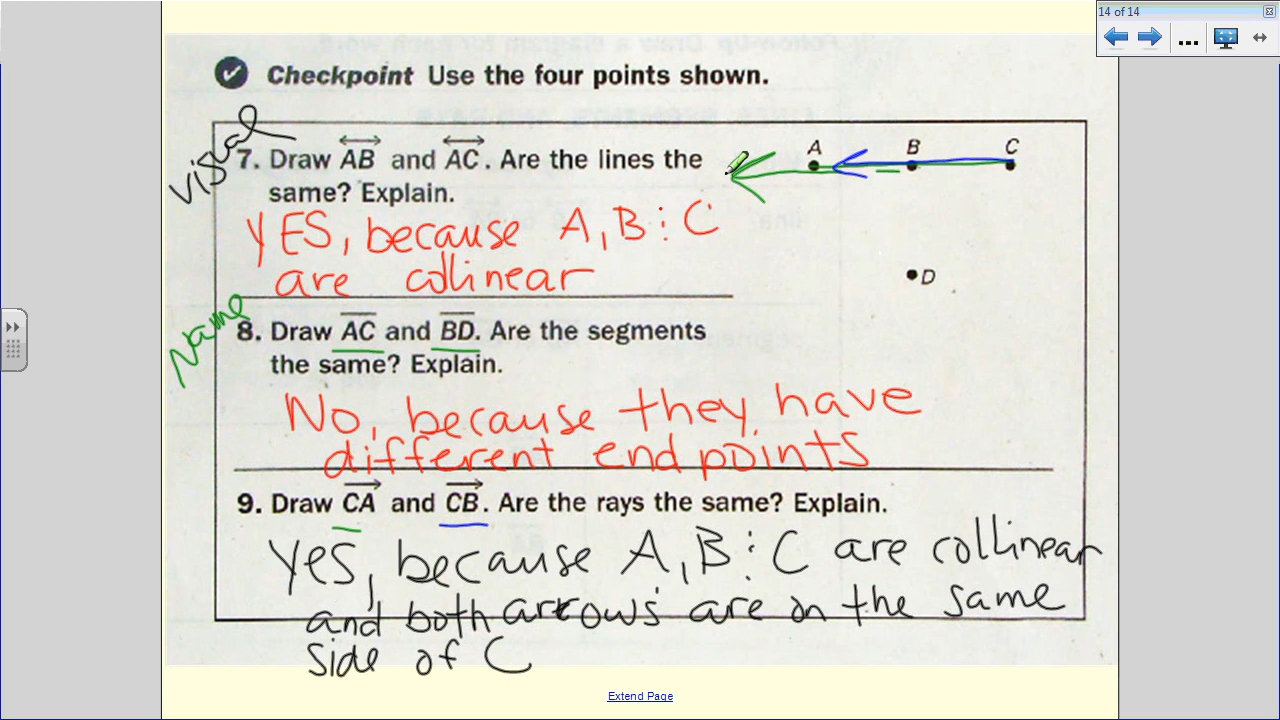 14 of 14
Checkpoint Use the four points shown.
visual
7. Draw AB and AC. Are the lines the
same? Explain.
A B C
YES, because A, B : C
are collinear
D
Name
8. Draw AC and BD. Are the segments
the same? Explain.
No, because they have
different end points
9. Draw CA and CB. Are the rays the same? Explain.
Yes, because A, B : C are collinear
and both arrows are on the same
side of C
Extend Page